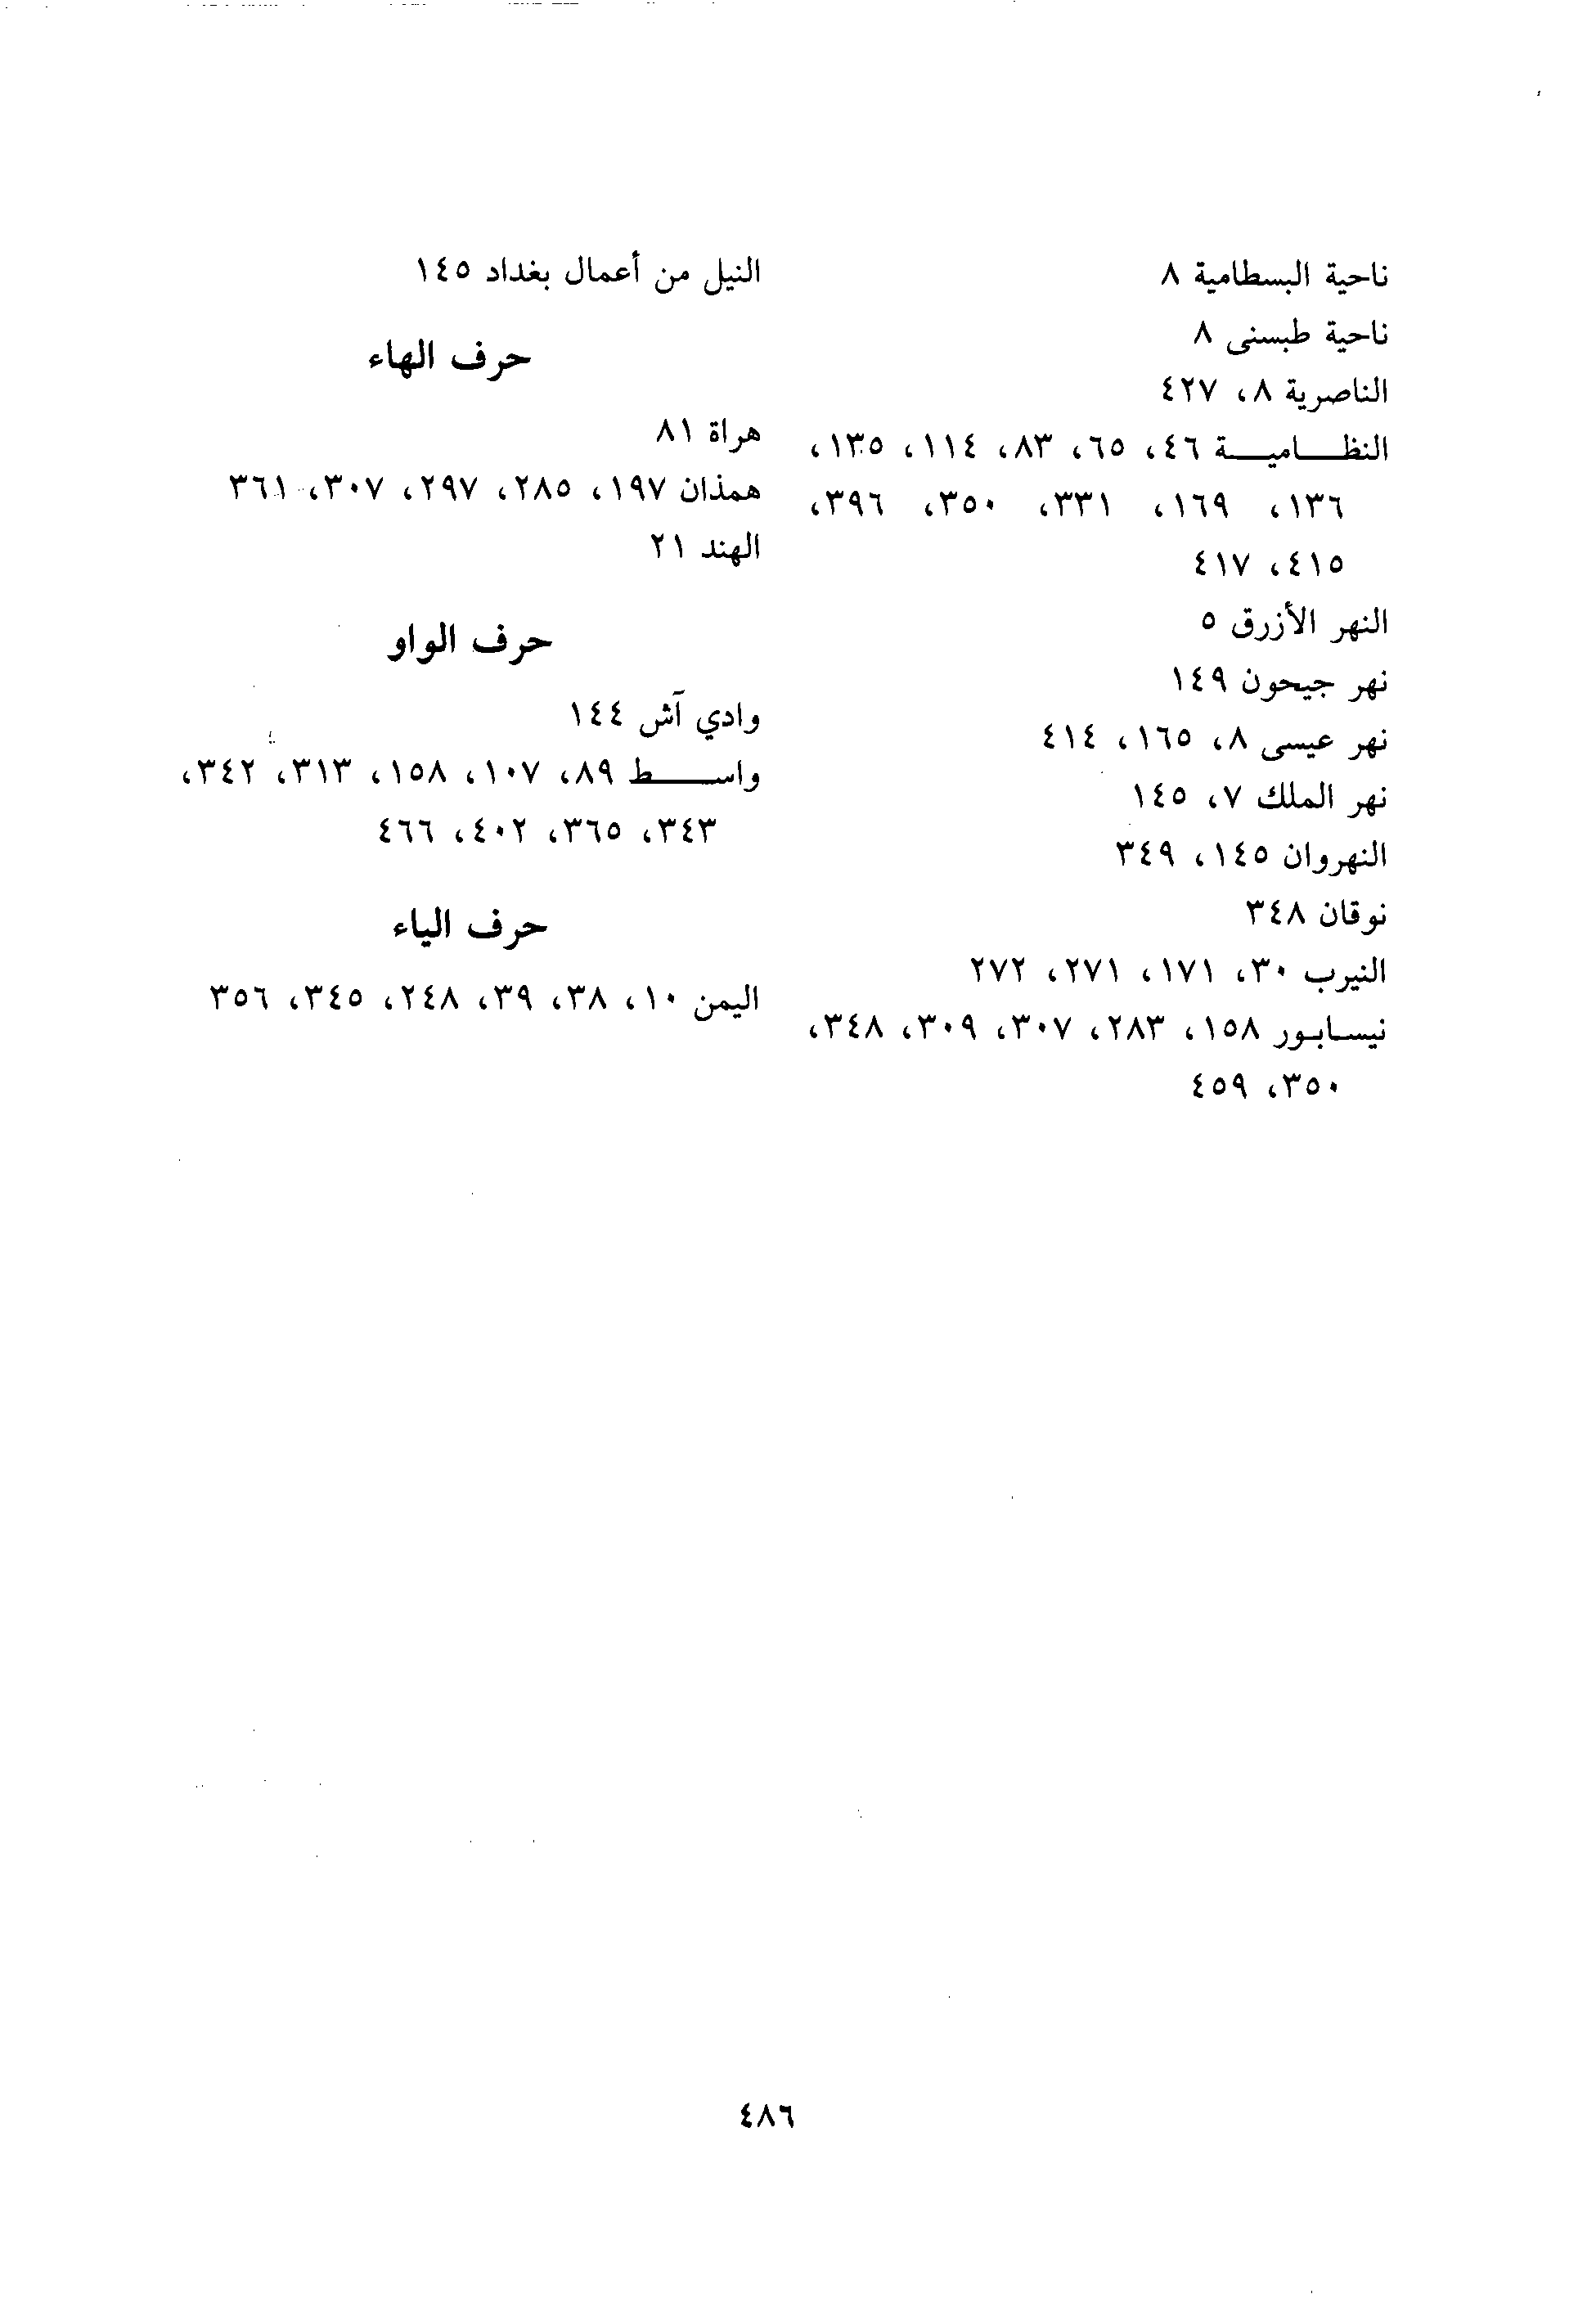 ناحية البسطامية ٨
ناحية طبسنى ٨
الناصرية ٨، ٤٢٧
النظـــاميـــة ٤٦، ٦٥، ٨٣، ١١٤، ١٣٥،
١٣٦، ١٦٩، ٣٣١، ٣٥٠، ٣٩٦،
٤١٥، ٤١٧
النهر الأزرق ٥
نهر جيحون ١٤٩
نهر عيسى ٨، ١٦٥، ٤١٤
نهر الملك ٧، ١٤٥
النهروان ١٤٥، ٣٤٩
نوقان ٣٤٨
النيرب ٣٠، ١٧١، ٢٧١، ٢٧٢
نيسـابـور ١٥٨، ٢٨٣، ٣٠٧، ٣٠٩، ٣٤٨،
٣٥٠، ٤٥٩
النيل من أعمال بغداد ١٤٥
حرف الهاء
هراة ٨١
همذان ١٩٧، ٢٨٥، ٢٩٧، ٣٠٧، ٣٦١
الهند ٢١
حرف الواو
وادي آش ١٤٤
واســـــط ٨٩، ١٠٧، ١٥٨، ٣١٣، ٣٤٢،
٣٤٣، ٣٦٥، ٤٠٢، ٤٦٦
حرف الياء
اليمن ١٠، ٣٨، ٣٩، ٢٤٨، ٣٤٥، ٣٥٦
٤٨٦